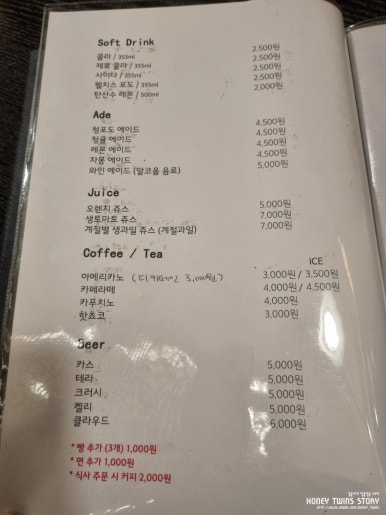 Soft Drink
콜라 / 355ml 2,500원
제로 콜라 / 355ml 2,500원
사이다 / 355ml 2,500원
웰치스 포도 / 355ml 2,500원
탄산수 레몬 / 500ml 2,000원
Ade
청포도 에이드 4,500원
청귤 에이드 4,500원
레몬 에이드 4,500원
자몽 에이드 4,500원
와인 에이드 (알코올 음료) 5,000원
Juice
오렌지 쥬스 5,000원
생토마토 쥬스 7,000원
계절별 생과일 쥬스 (계절과일) 7,000원
Coffee / Tea ICE
아메리카노 (디카페인 3,500원) 3,000원 / 3,500원
카페라떼 4,000원 / 4,500원
카푸치노 4,000원
핫쵸코 3,000원
Beer
카스 5,000원
테라 5,000원
크러시 5,000원
켈리 5,000원
클라우드 6,000원
* 빵 추가 (3개) 1,000원
* 면 추가 1,000원
* 식사 주문 시 커피 2,000원
HONEY TWINS STORY